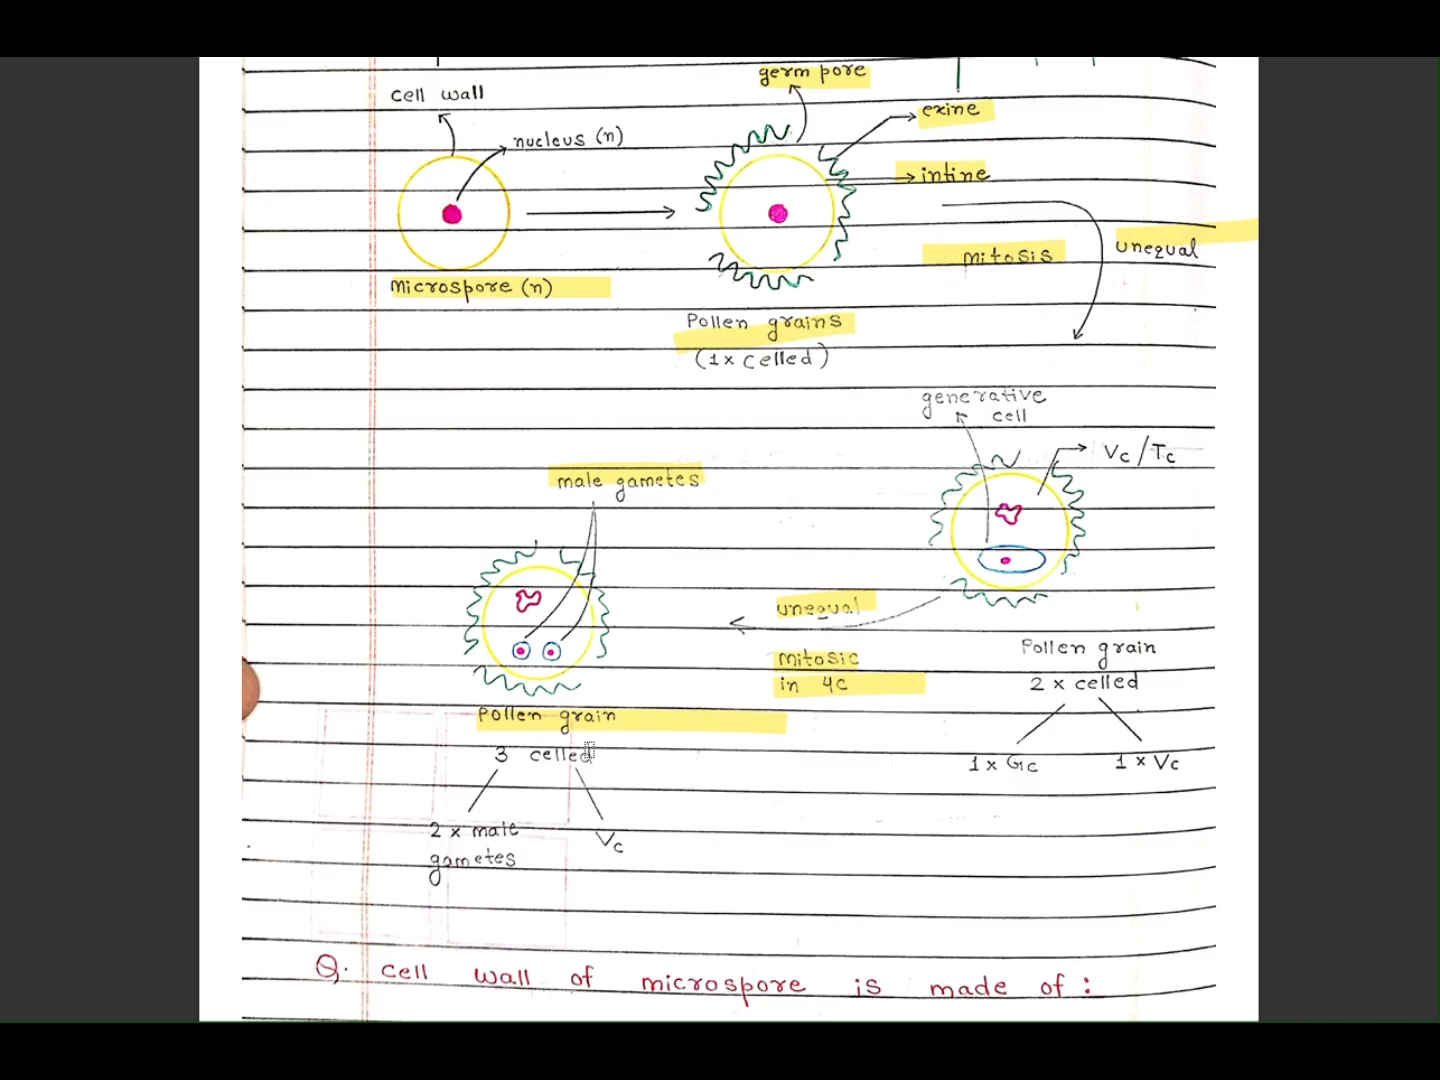 germ pore
cell wall
exine
nucleus (n)
intine
unequal
mitosis
microspore (n)
Pollen grains
(1x celled)
generative
cell
Vc/Tc
male gametes
unequal
Pollen grain
mitosic
2 x celled
in 4c
Pollen grain
3 celled
1 x Gc
1 x Vc
2 x male
gametes
Vc
Q. cell wall of microspore is made of :